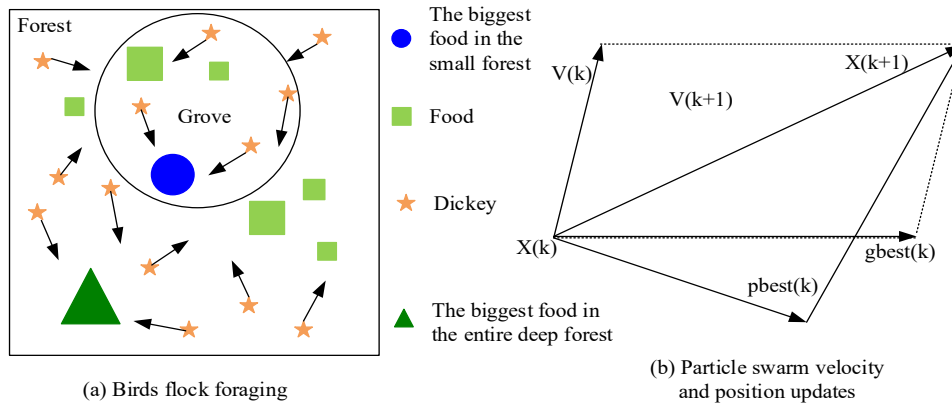 Forest
Grove
The biggest
food in the
small forest
Food
Dickey
The biggest food in
the entire deep forest
(a) Birds flock foraging
V(k)
X(k+1)
V(k+1)
X(k)
gbest(k)
pbest(k)
(b) Particle swarm velocity
and position updates